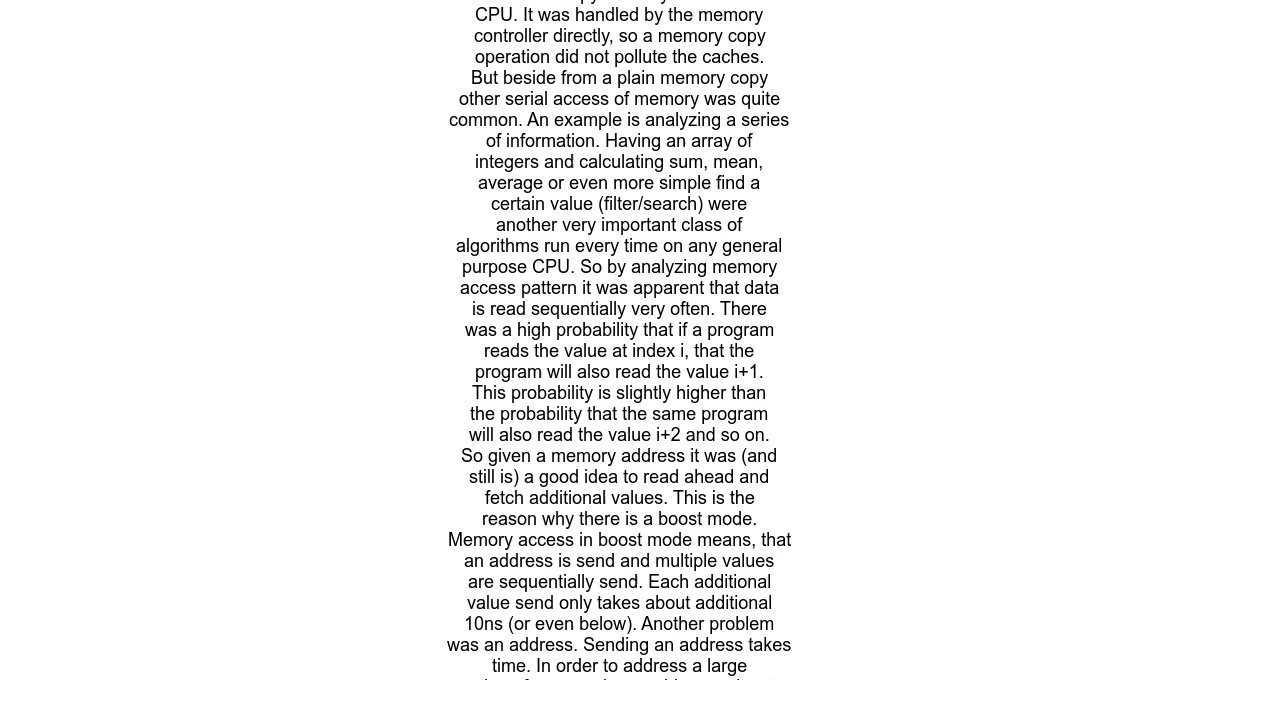 CPU. It was handled by the memory
controller directly, so a memory copy
operation did not pollute the caches.
But beside from a plain memory copy
other serial access of memory was quite
common. An example is analyzing a series
of information. Having an array of
integers and calculating sum, mean,
average or even more simple find a
certain value (filter/search) were
another very important class of
algorithms run every time on any general
purpose CPU. So by analyzing memory
access pattern it was apparent that data
is read sequentially very often. There
was a high probability that if a program
reads the value at index i, that the
program will also read the value i+1.
This probability is slightly higher than
the probability that the same program
will also read the value i+2 and so on.
So given a memory address it was (and
still is) a good idea to read ahead and
fetch additional values. This is the
reason why there is a boost mode.
Memory access in boost mode means, that
an address is send and multiple values
are sequentially send. Each additional
value send only takes about additional
10ns (or even below). Another problem
was an address. Sending an address takes
time. In order to address a large